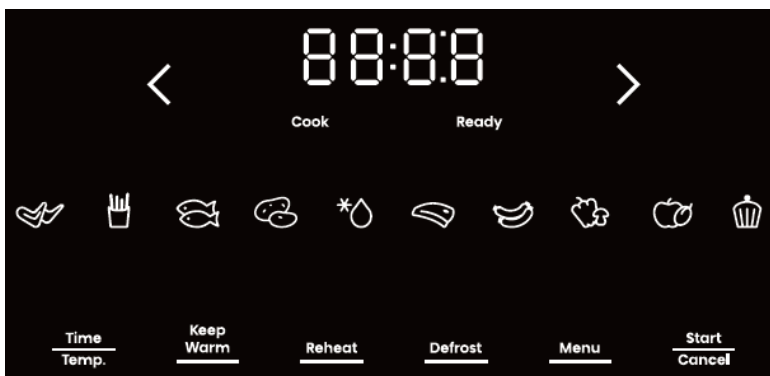 88:88
Cook Ready
Time
Temp.
Keep
Warm
Reheat
Defrost
Menu
Start
Cancel